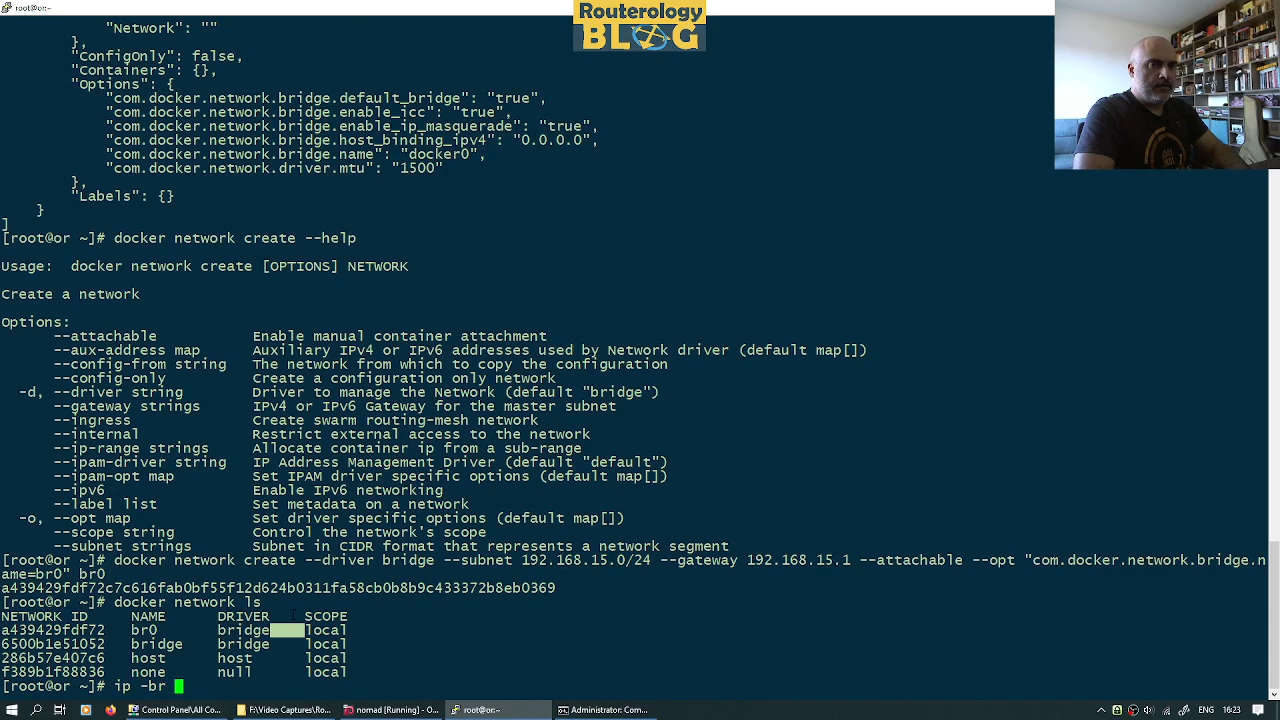 root@or:~
Routerology
BLOG
            "Network": ""
        },
        "ConfigOnly": false,
        "Containers": {},
        "Options": {
            "com.docker.network.bridge.default_bridge": "true",
            "com.docker.network.bridge.enable_icc": "true",
            "com.docker.network.bridge.enable_ip_masquerade": "true",
            "com.docker.network.bridge.host_binding_ipv4": "0.0.0.0",
            "com.docker.network.bridge.name": "docker0",
            "com.docker.network.driver.mtu": "1500"
        },
        "Labels": {}
    }
]
[root@or ~]# docker network create --help
Usage:  docker network create [OPTIONS] NETWORK
Create a network
Options:
      --attachable           Enable manual container attachment
      --aux-address map      Auxiliary IPv4 or IPv6 addresses used by Network driver (default map[])
      --config-from string   The network from which to copy the configuration
      --config-only          Create a configuration only network
  -d, --driver string        Driver to manage the Network (default "bridge")
      --gateway strings      IPv4 or IPv6 Gateway for the master subnet
      --ingress              Create swarm routing-mesh network
      --internal             Restrict external access to the network
      --ip-range strings     Allocate container ip from a sub-range
      --ipam-driver string   IP Address Management Driver (default "default")
      --ipam-opt map         Set IPAM driver specific options (default map[])
      --ipv6                 Enable IPv6 networking
      --label list           Set metadata on a network
  -o, --opt map              Set driver specific options (default map[])
      --scope string         Control the network's scope
      --subnet strings       Subnet in CIDR format that represents a network segment
[root@or ~]# docker network create --driver bridge --subnet 192.168.15.0/24 --gateway 192.168.15.1 --attachable --opt "com.docker.network.bridge.n
ame=br0" br0
a439429fdf72c7c616fab0bf55f12d624b0311fa58cb0b8b9c433372b8eb0369
[root@or ~]# docker network ls
NETWORK ID     NAME      DRIVER    SCOPE
a439429fdf72   br0       bridge    local
6500b1e51052   bridge    bridge    local
286b57e407c6   host      host      local
f389b1f88836   none      null      local
[root@or ~]# ip -br
Control Panel\All Co... F:\Video Captures\Ro... nomad [Running] - O... root@or:~ Administrator: Com... ENG 16:23